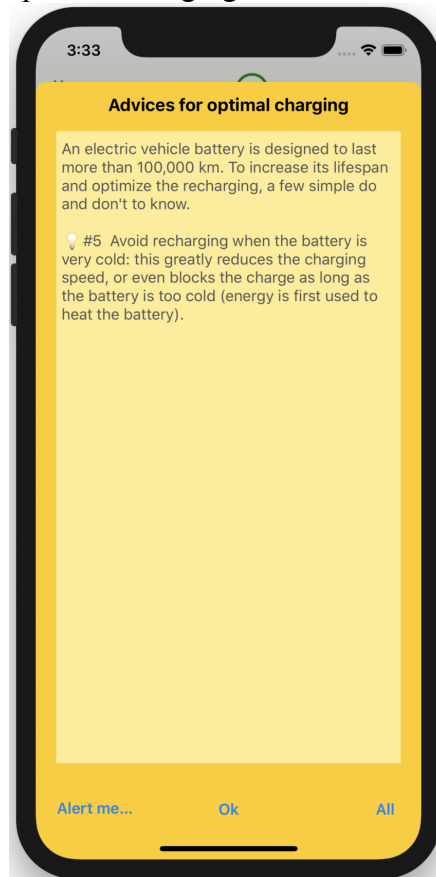 3:33
Advices for optimal charging
An electric vehicle battery is designed to last
more than 100,000 km. To increase its lifespan
and optimize the recharging, a few simple do
and don't to know.
#5 Avoid recharging when the battery is
very cold: this greatly reduces the charging
speed, or even blocks the charge as long as
the battery is too cold (energy is first used to
heat the battery).
Alert me...
Ok
All